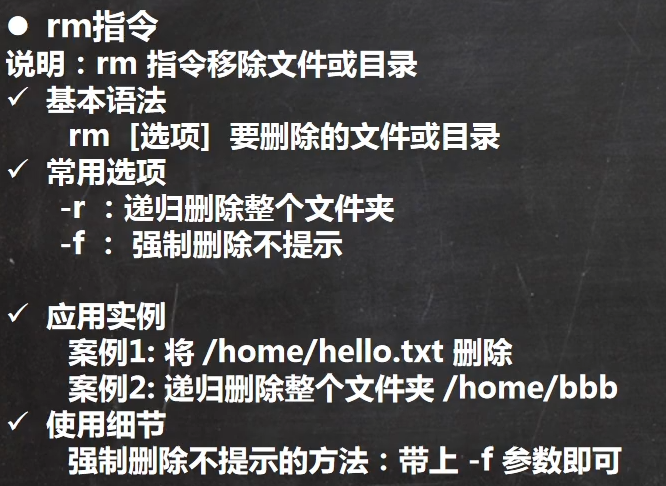 ● rm指令
说明：rm 指令移除文件或目录
✓ 基本语法
rm [选项] 要删除的文件或目录
✓ 常用选项
-r ：递归删除整个文件夹
-f ： 强制删除不提示
✓ 应用实例
案例1: 将 /home/hello.txt 删除
案例2: 递归删除整个文件夹 /home/bbb
✓ 使用细节
强制删除不提示的方法：带上 -f 参数即可